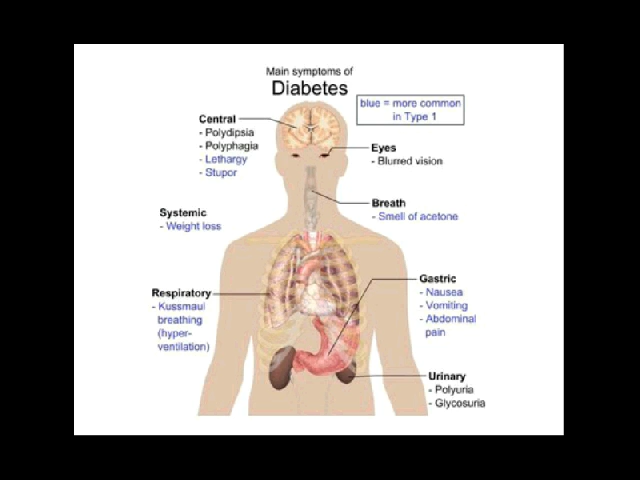 Main symptoms of
Diabetes
blue = more common
in Type 1
Central
- Polydipsia
- Polyphagia
- Lethargy
- Stupor
Eyes
- Blurred vision
Breath
- Smell of acetone
Systemic
- Weight loss
Respiratory
- Kussmaul
breathing
(hyper-
ventilation)
Gastric
- Nausea
- Vomiting
- Abdominal
pain
Urinary
- Polyuria
- Glycosuria